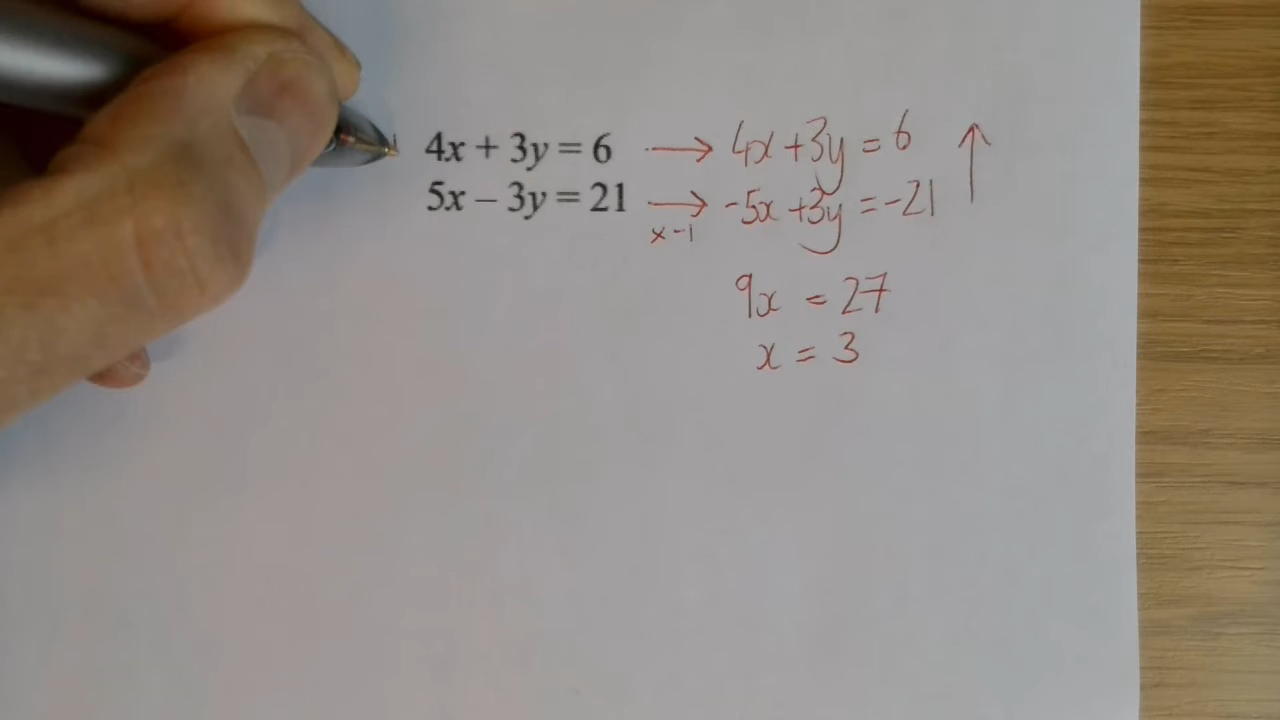 4x + 3y = 6 → 4x + 3y = 6 ↑
5x – 3y = 21 → x-1 -5x + 3y = -21
9x = 27
x = 3